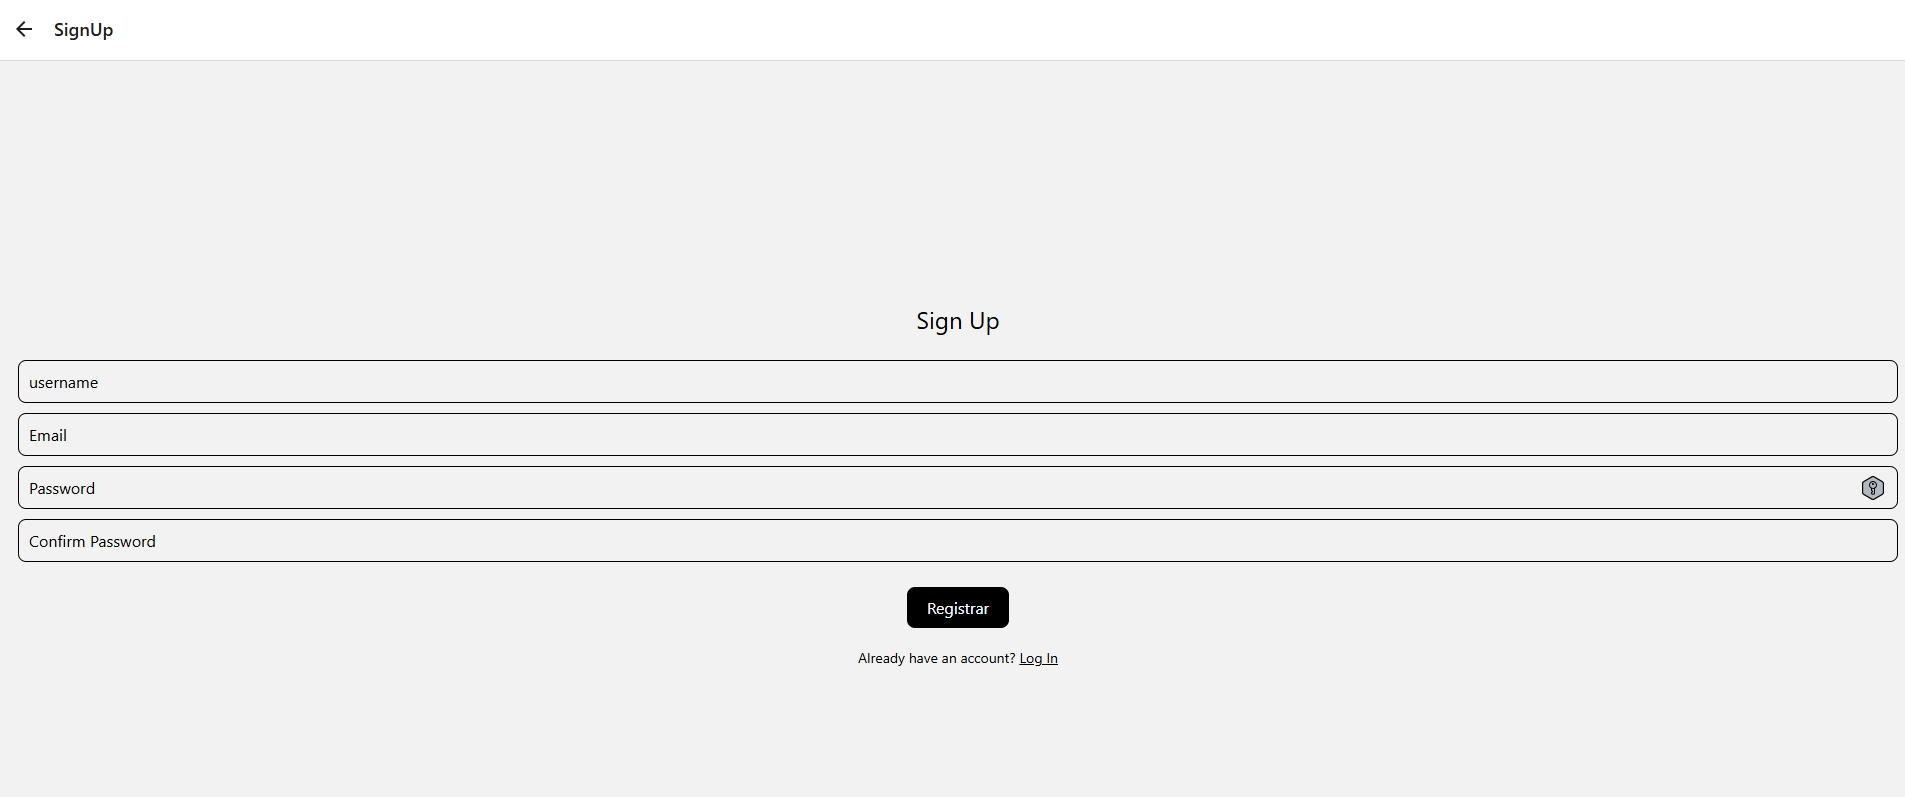 SignUp
Sign Up
username
Email
Password
Confirm Password
Registrar
Already have an account? Log In